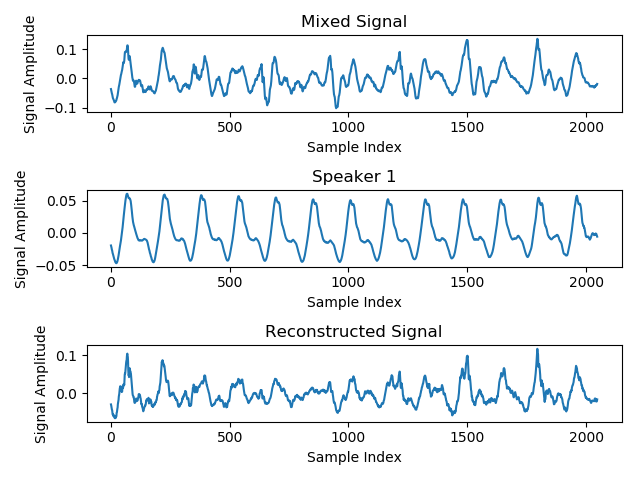 Mixed Signal
Signal Amplitude
0.1
0.0
−0.1
0 500 1000 1500 2000
Sample Index
Speaker 1
Signal Amplitude
0.05
0.00
−0.05
0 500 1000 1500 2000
Sample Index
Reconstructed Signal
Signal Amplitude
0.1
0.0
0 500 1000 1500 2000
Sample Index